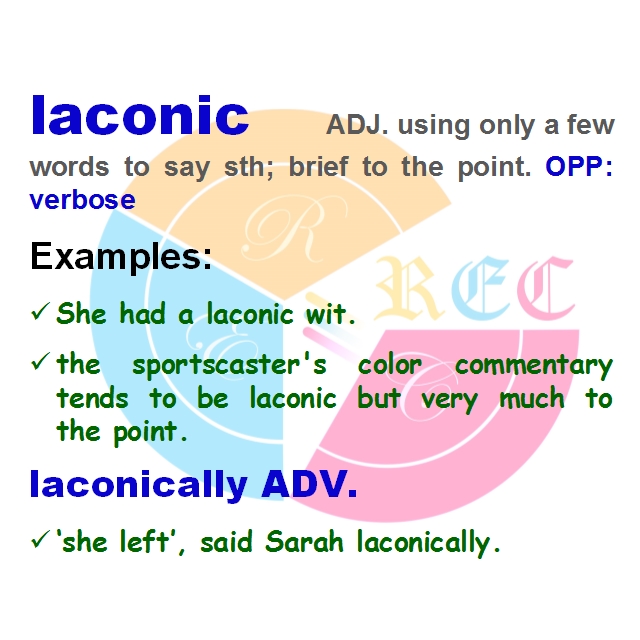 laconic ADJ. using only a few
words to say sth; brief to the point. OPP:
verbose
Examples:
✓ She had a laconic wit.
✓ the sportscaster's color commentary
tends to be laconic but very much to
the point.
laconically ADV.
✓ ‘she left’, said Sarah laconically.
R
E
C
REC